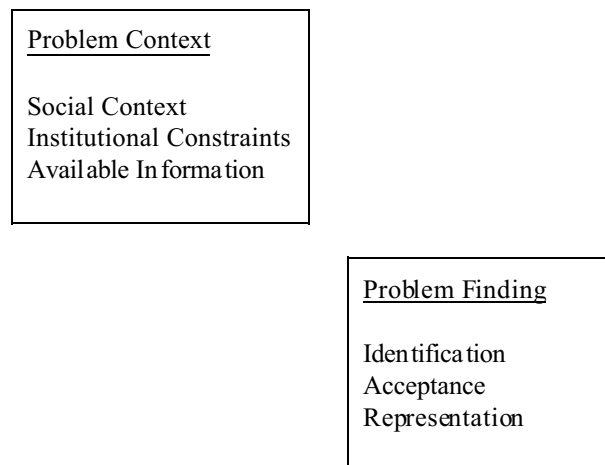 Problem Context
Social Context
Institutional Constraints
Available Information
Problem Finding
Identification
Acceptance
Representation